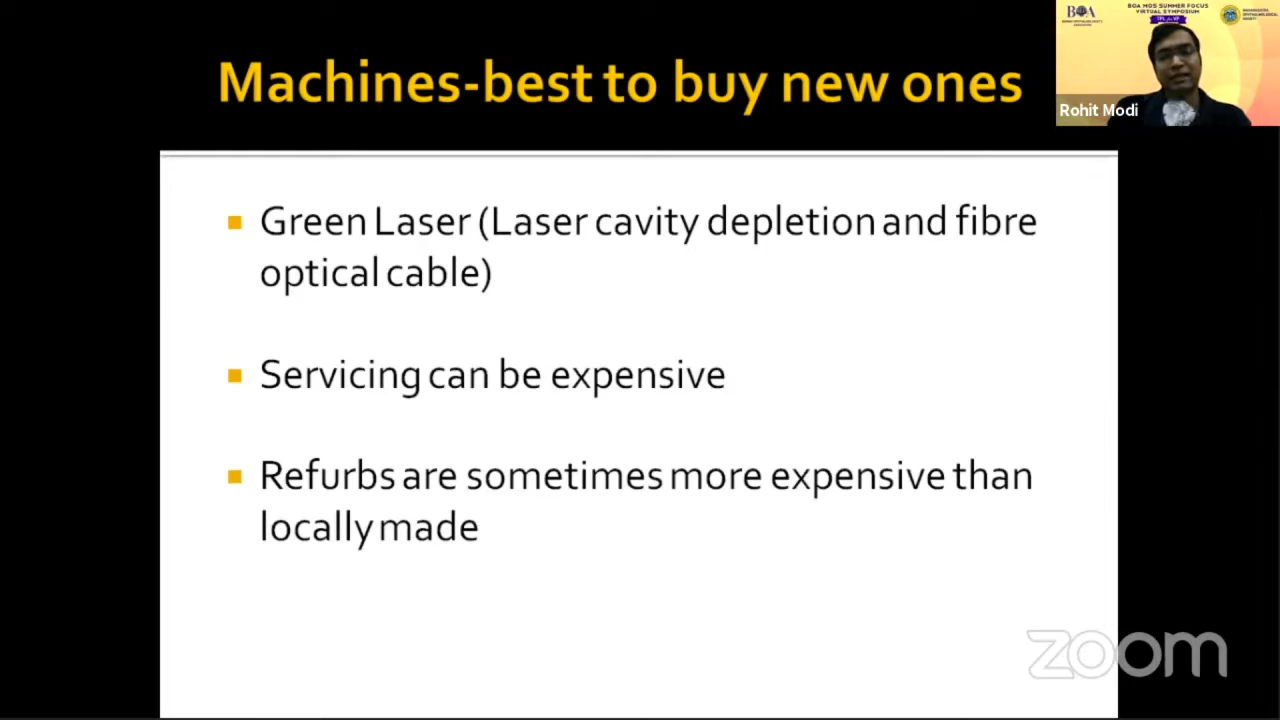 Machines-best to buy new ones
Green Laser (Laser cavity depletion and fibre
optical cable)
Servicing can be expensive
Refurbs are sometimes more expensive than
locally made
BOA
BOA MOS SUMMER FOCUS
VIRTUAL SYMPOSIUM
Rohit Modi
zoom